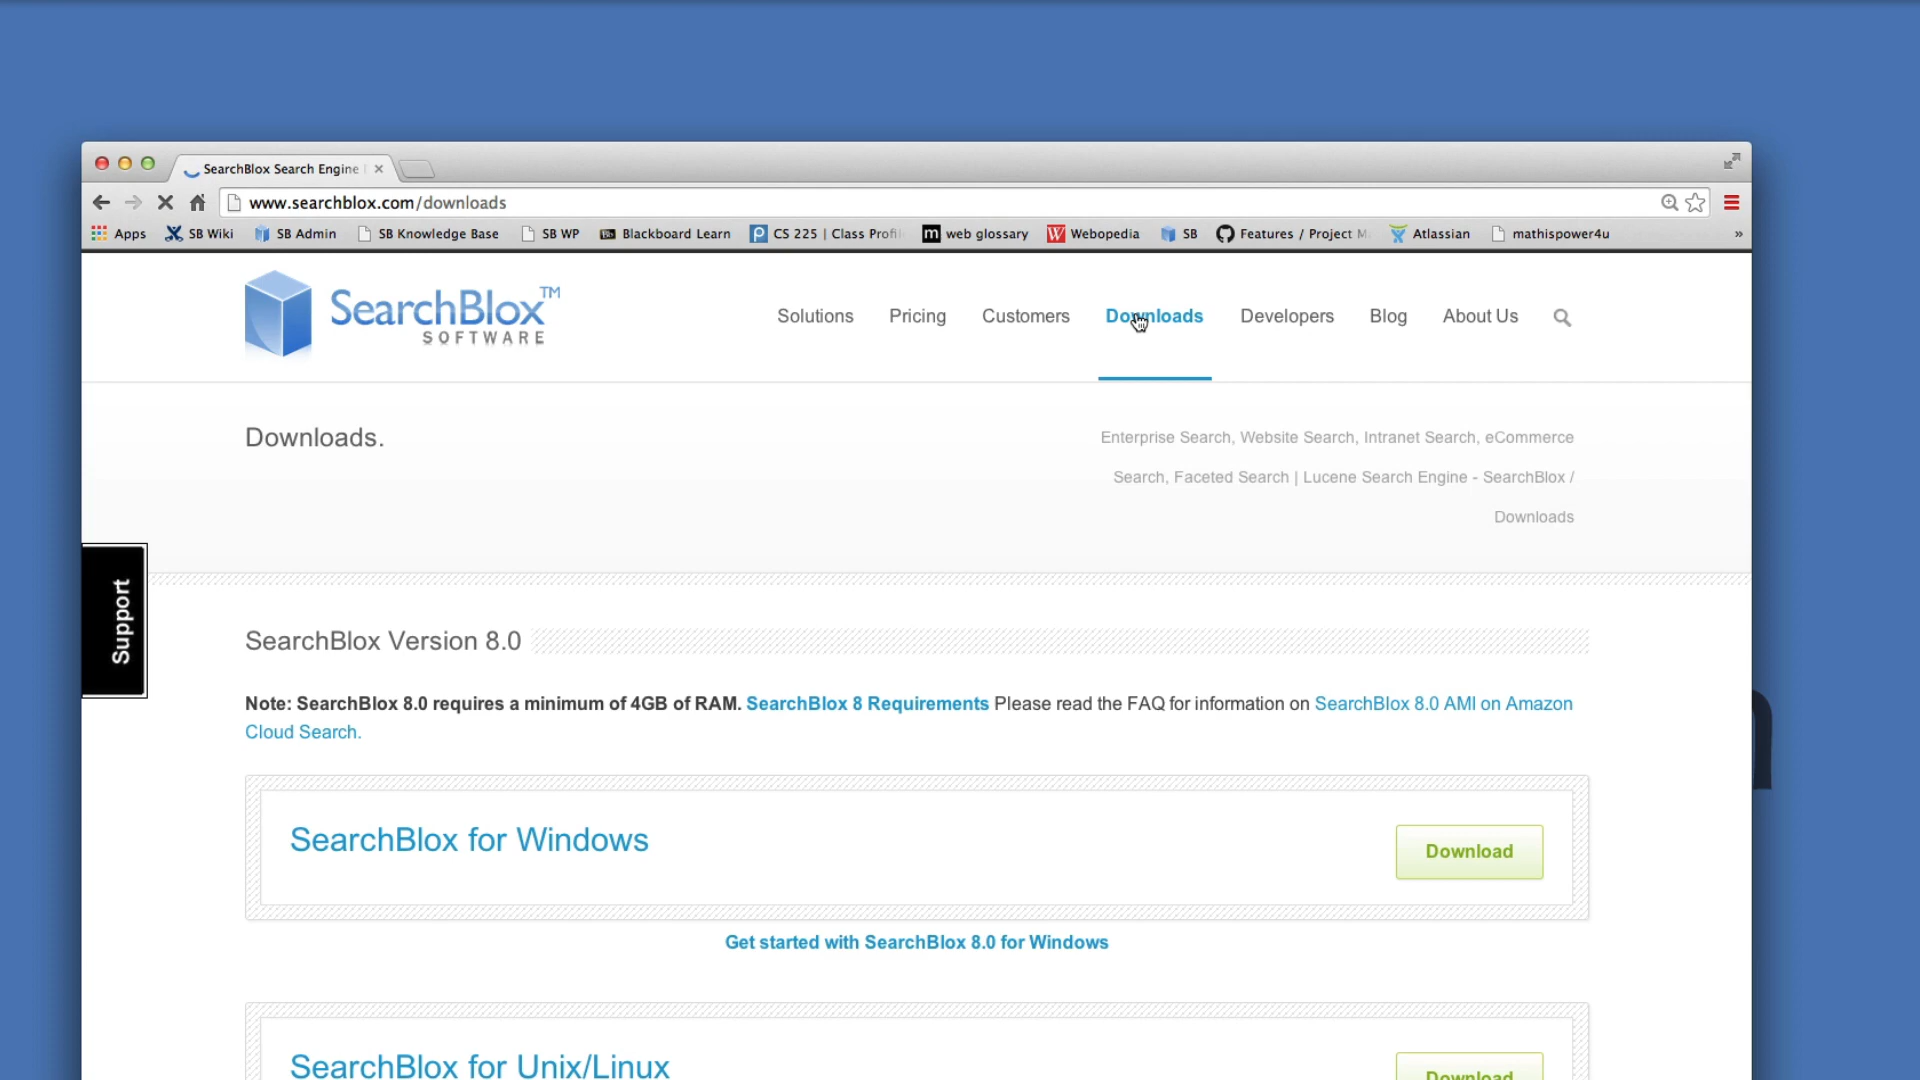 SearchBlox Search Engine
www.searchblox.com/downloads
Apps SB Wiki SB Admin SB Knowledge Base SB WP Bb Blackboard Learn P CS 225 | Class Profi m web glossary W Webopedia SB Features / Project M Atlassian mathispower4u »
SearchBlox™
SOFTWARE
Solutions Pricing Customers Downloads Developers Blog About Us
Downloads.
Enterprise Search, Website Search, Intranet Search, eCommerce
Search, Faceted Search | Lucene Search Engine - SearchBlox /
Downloads
Support
SearchBlox Version 8.0
Note: SearchBlox 8.0 requires a minimum of 4GB of RAM. SearchBlox 8 Requirements Please read the FAQ for information on SearchBlox 8.0 AMI on Amazon
Cloud Search.
SearchBlox for Windows
Download
Get started with SearchBlox 8.0 for Windows
SearchBlox for Unix/Linux
Download